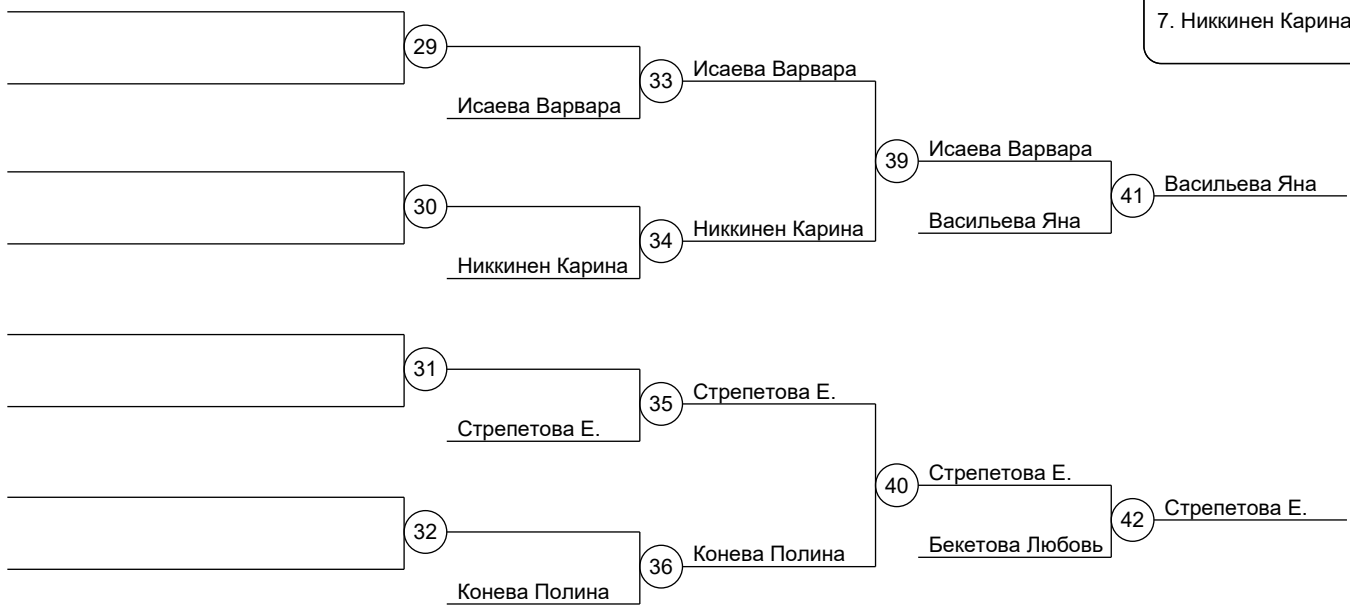 7. Никкинен Карина
29
33
Исаева Варвара
Исаева Варвара
39
Исаева Варвара
41
Васильева Яна
30
34
Никкинен Карина
Васильева Яна
Никкинен Карина
31
35
Стрепетова Е.
Стрепетова Е.
40
Стрепетова Е.
42
Стрепетова Е.
32
36
Конева Полина
Бекетова Любовь
Конева Полина